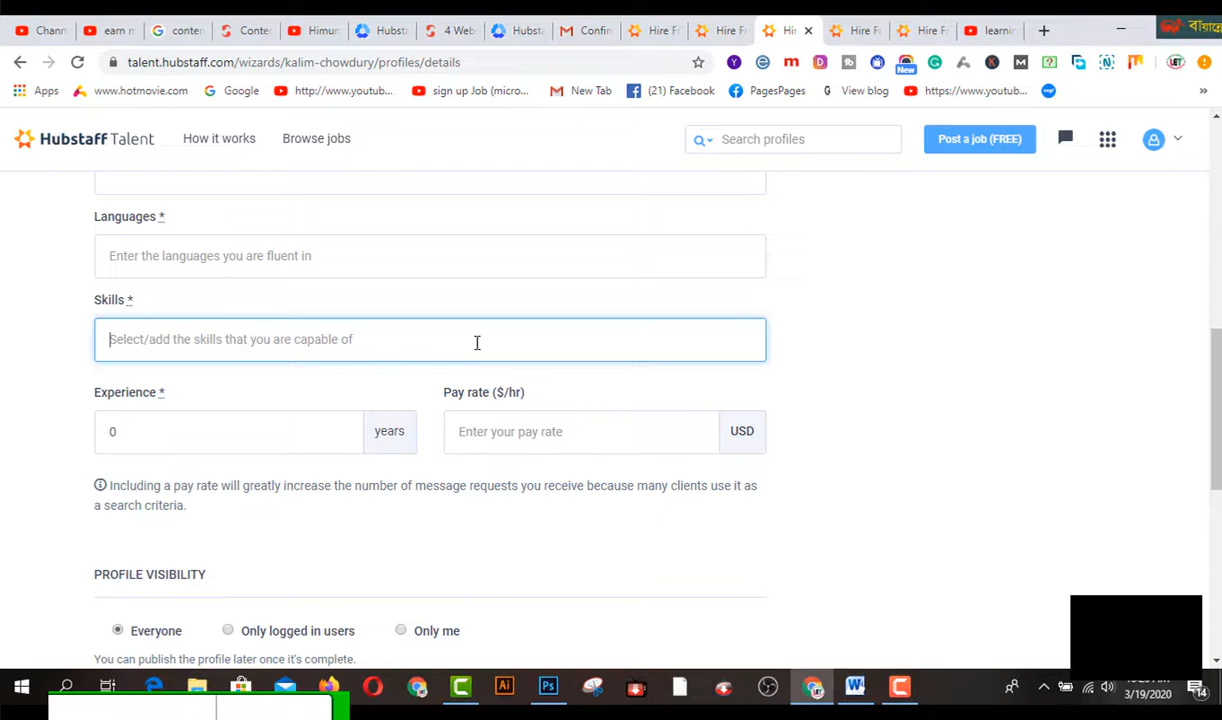 Chann
earn m
conten
Conter
Himun
Hubsta
4 Web
Hubsta
Confir
Hire Fr
Hire Fr
Hir
Hire Fr
Hire Fr
learnin
talent.hubstaff.com/wizards/kalim-chowdury/profiles/details
New
Apps
www.hotmovie.com
Google
http://www.youtub...
sign up Job (micro...
New Tab
(21) Facebook
PagesPages
View blog
https://www.youtub...
Hubstaff Talent
How it works
Browse jobs
Search profiles
Post a job (FREE)
Languages *
Enter the languages you are fluent in
Skills *
Select/add the skills that you are capable of
Experience *
Pay rate ($/hr)
0
years
Enter your pay rate
USD
Including a pay rate will greatly increase the number of message requests you receive because many clients use it as
a search criteria.
PROFILE VISIBILITY
Everyone
Only logged in users
Only me
You can publish the profile later once it's complete.
3/19/2020
14